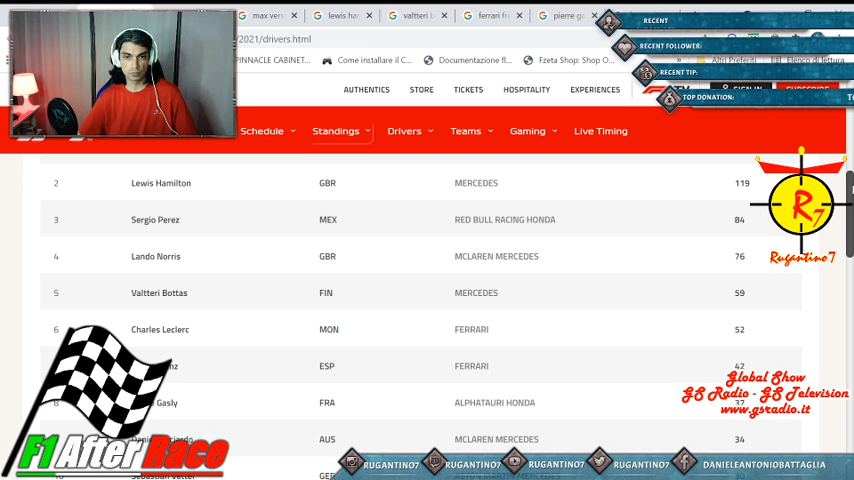 max vers
lewis ha
valtteri b
ferrari fr
pierre ga
RECENT
/2021/drivers.html
RECENT FOLLOWER:
PINNACLE CABINET...
Come installare il C...
Documentazione fl...
Fzeta Shop: Shop O...
» Altri Preferiti
Elenco di lettura
RECENT TIP:
AUTHENTICS STORE TICKETS HOSPITALITY EXPERIENCES
SIGN IN
TOP DONATION:
Schedule Standings Drivers Teams Gaming Live Timing
2 Lewis Hamilton GBR MERCEDES 119
3 Sergio Perez MEX RED BULL RACING HONDA 84
4 Lando Norris GBR MCLAREN MERCEDES 76
5 Valtteri Bottas FIN MERCEDES 59
6 Charles Leclerc MON FERRARI 52
ESP FERRARI 42
8 Gasly FRA ALPHATAURI HONDA 37
AUS MCLAREN MERCEDES 34
R7
Rugantino7
Global Show
GS Radio - GS Television
www.gsradio.it
F1 After Race
RUGANTINO7 RUGANTINO7 RUGANTINO7 RUGANTINO7 DANIELEANTONIOBATTAGLIA